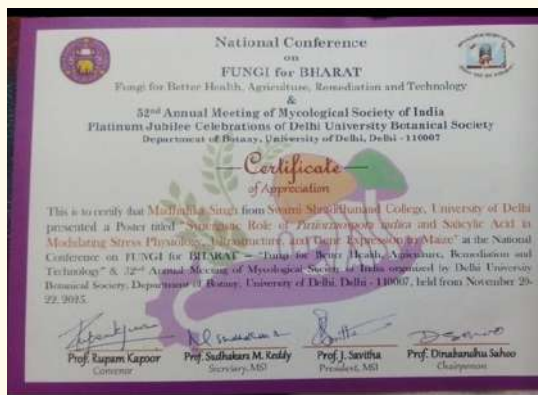 National Conference
on
FUNGI for BHARAT
Fungi for Better Health, Agriculture, Remediation and Technology
&
52nd Annual Meeting of Mycological Society of India
Platinum Jubilee Celebrations of Delhi University Botanical Society
Department of Botany, University of Delhi, Delhi - 110007
Certificate
of Appreciation
This is to certify that Singh from Swami Shraddhanand College, University of Delhi
presented a Poster titled "Synergistic Role of indica and Salicylic Acid in
Modulating Stress Physiology, Ultrastructure, and Gene Expression in Maize" at the National
Conference on FUNGI for BHARAT – "Fungi for Better Health, Agriculture, Remediation and
Technology" & 52nd Annual Meeting of Mycological Society of India organized by Delhi University
Botanical Society, Department of Botany, University of Delhi, Delhi - 110007, held from November 20-
22, 2025.
Prof. Rupam Kapoor
Convenor
Prof. Sudhakara M. Reddy
Secretary, MSI
Prof. J. Savitha
President, MSI
Prof. Dinabandhu Sahoo
Chairperson